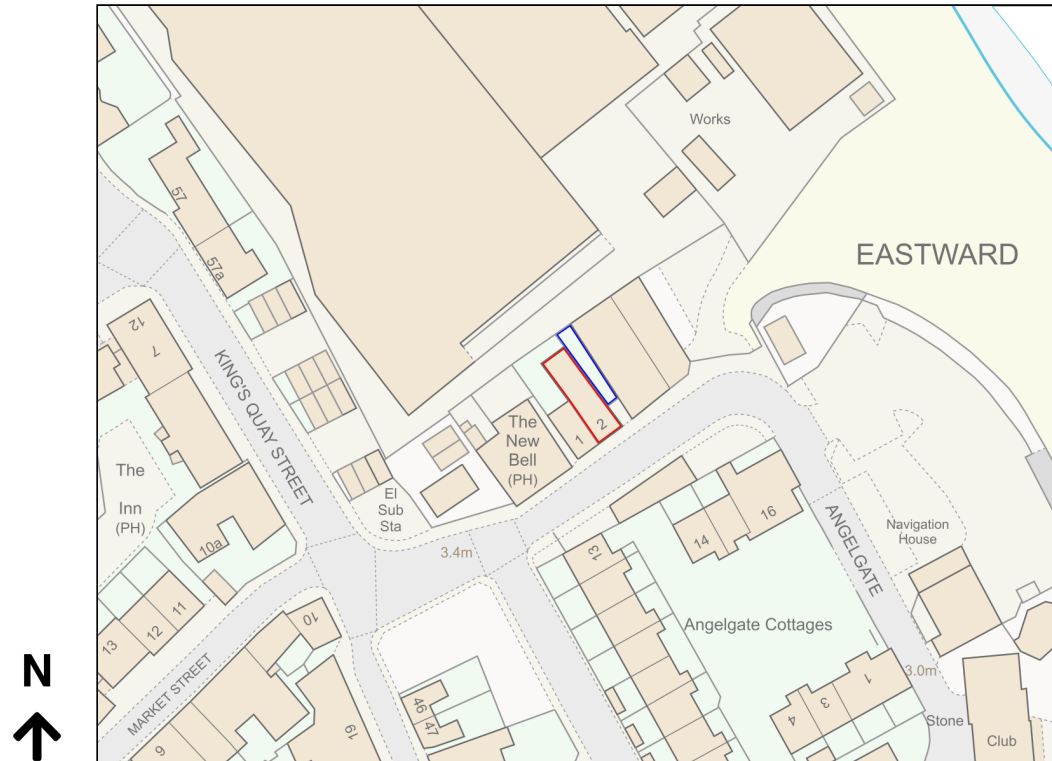 Works
EASTWARD
57
57a
12
7
KING'S QUAY STREET
The
New
Bell
(PH)
1
2
The
Inn
(PH)
El
Sub
Sta
10a
3.4m
16
14
13
ANGELGATE
Navigation
House
11
12
13
10
Angelgate Cottages
MARKET STREET
N
46
47
19
9
1
3
4
3.0m
Stone
Club